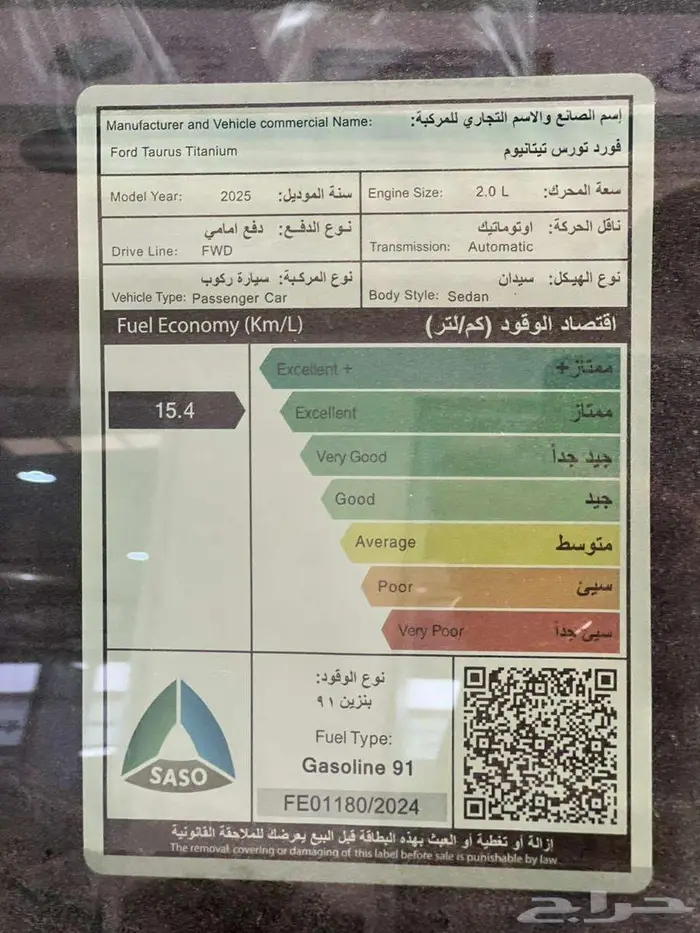 Manufacturer and Vehicle commercial Name: إسم الصانع والاسم التجاري للمركبة:
Ford Taurus Titanium فورد تورس تيتانيوم
Model Year: 2025 سنة الموديل: Engine Size: 2.0 L سعة المحرك:
نوع الدفع: دفع امامي
Drive Line: FWD
ناقل الحركة: اوتوماتيك
Transmission: Automatic
نوع المركبة: سيارة ركوب
Vehicle Type: Passenger Car
نوع الهيكل: سيدان
Body Style: Sedan
Fuel Economy (Km/L) اقتصاد الوقود (كم/لتر)
Excellent + ممتاز+
15.4 Excellent ممتاز
Very Good جيد جداً
Good جيد
Average متوسط
Poor سيئ
Very Poor سيئ جداً
نوع الوقود:
بنزين ٩١
Fuel Type:
Gasoline 91
FE01180/2024
SASO
إزالة أو تغطية أو العبث بهذه البطاقة قبل البيع يعرضك للملاحقة القانونية
The removal, covering or damaging of this label before sale is punishable by law
حراج